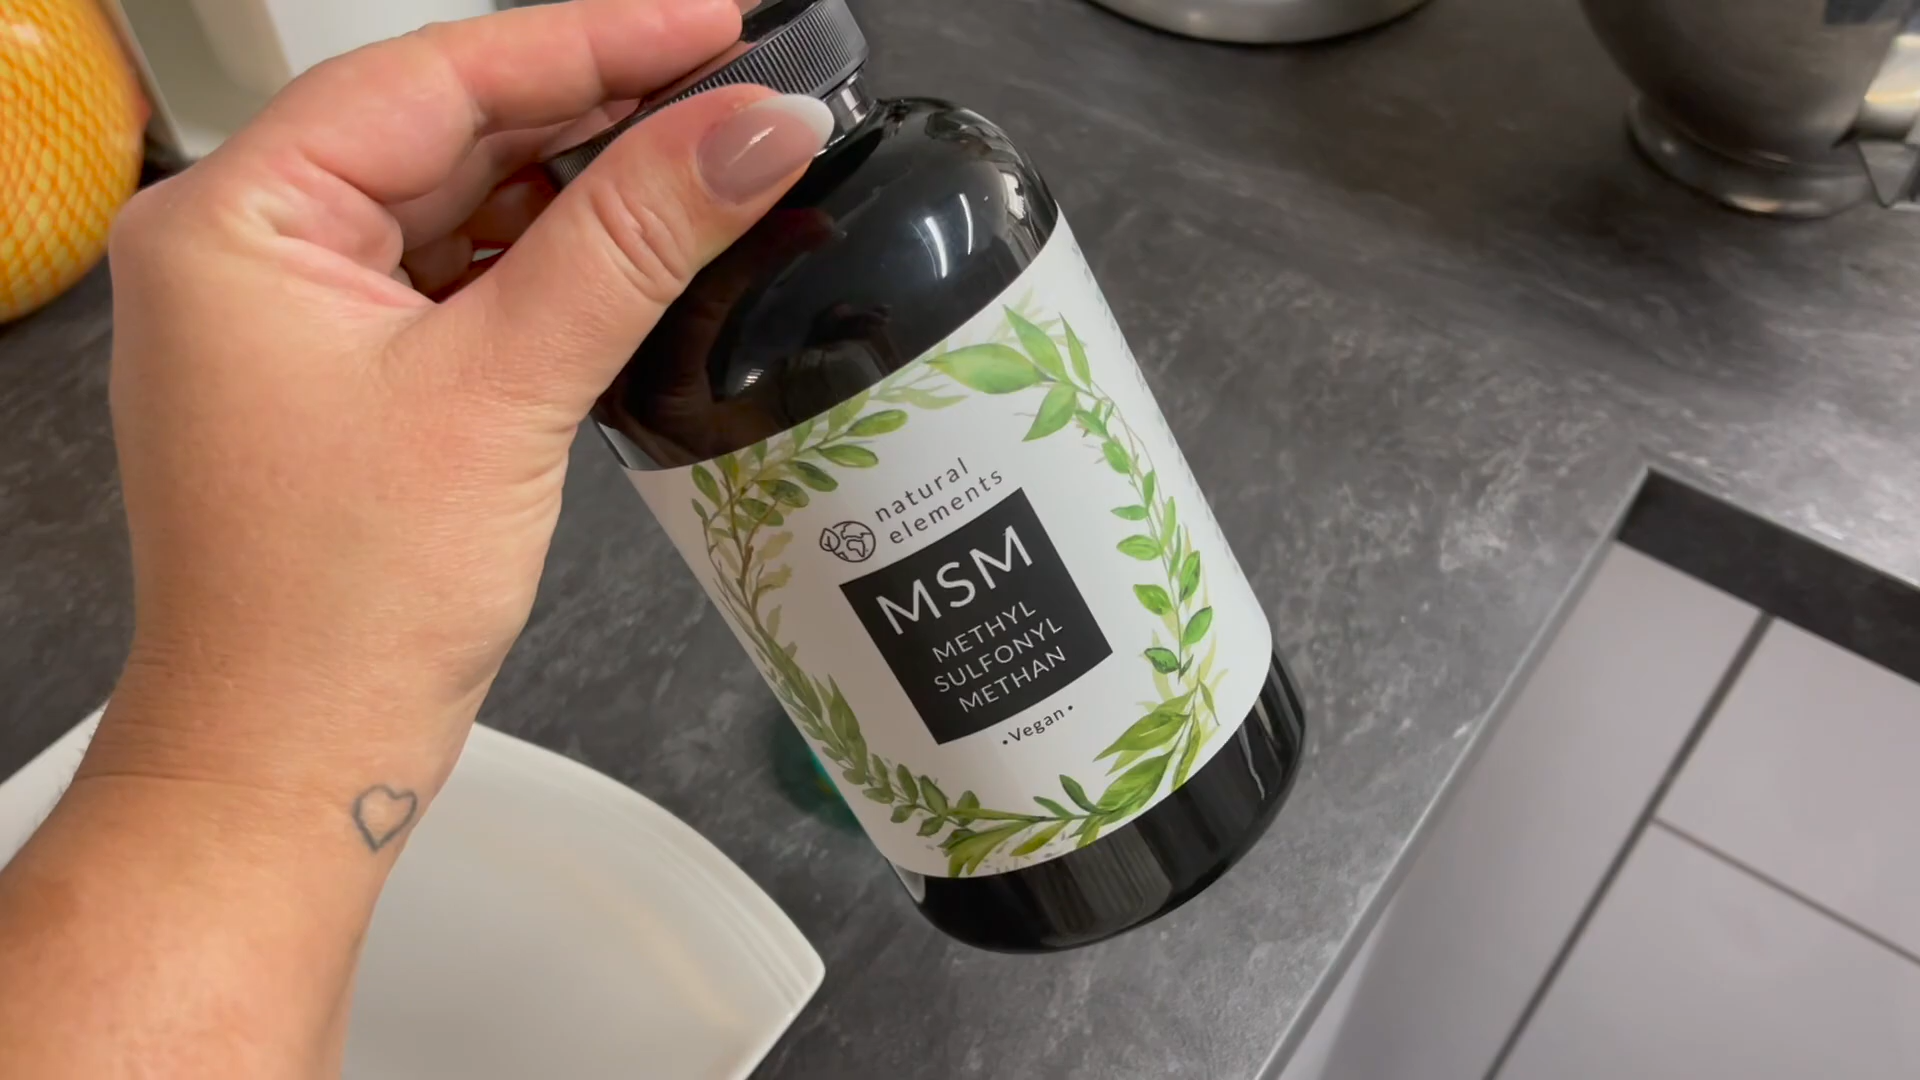 natural
elements
MSM
METHYL
SULFONYL
METHAN
•Vegan•